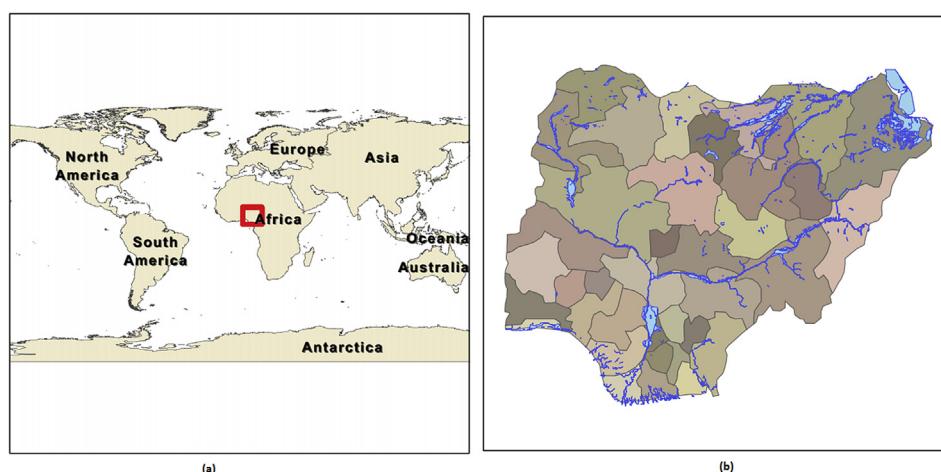 North
America
Europe
Asia
Africa
South
America
Oceania
Australia
Antarctica
(a)
(b)